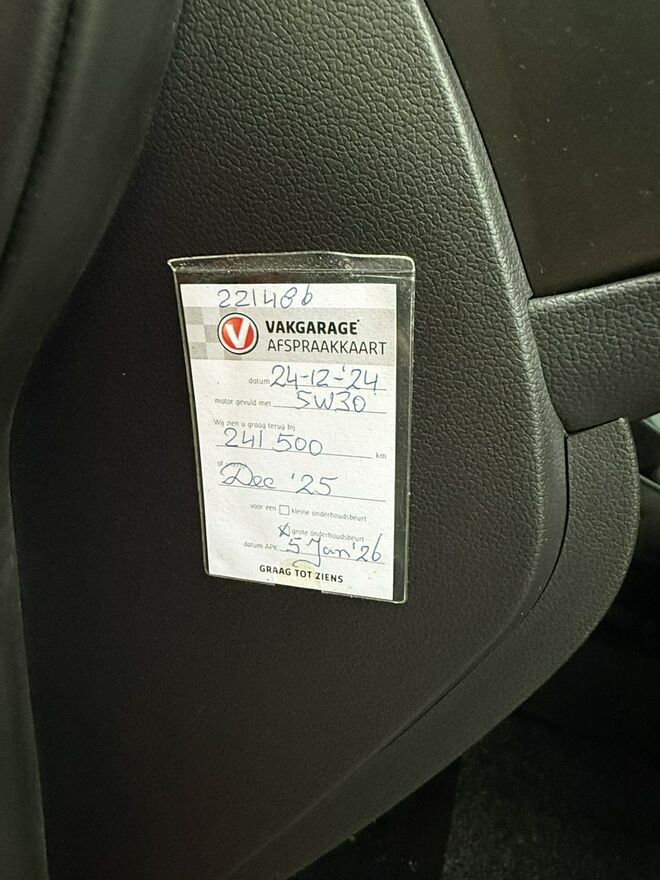 221486
V VAKGARAGE
AFSPRAAKKAART
datum 24-12-'24
motor gevuld met 5W30
Wij zien u graag terug bij
241 500 km
of
Dec '25
voor een kleine onderhoudsbeurt
grote onderhoudsbeurt
datum APK 5 Jan '26
GRAAG TOT ZIENS